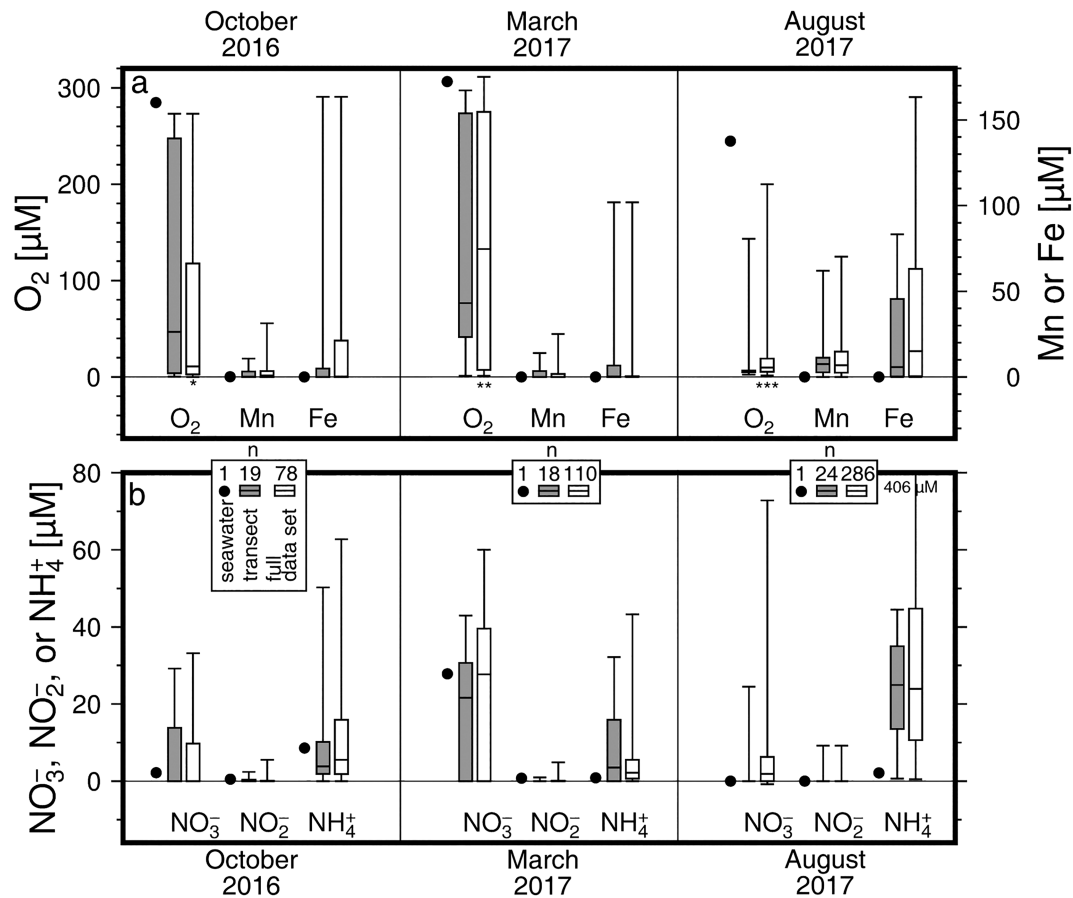 October March August
2016 2017 2017
a
300
200
100
0
O₂ [µM]
150
100
50
0
Mn or Fe [µM]
* ** ***
O₂ Mn Fe O₂ Mn Fe O₂ Mn Fe
n n n
80
60
40
20
0
NO₃⁻, NO₂⁻, or NH₄⁺ [µM]
b
1 19 78 1 18 110 1 24 286 406 µM
seawater
transect
full
data set
NO₃⁻ NO₂⁻ NH₄⁺ NO₃⁻ NO₂⁻ NH₄⁺ NO₃⁻ NO₂⁻ NH₄⁺
October March August
2016 2017 2017